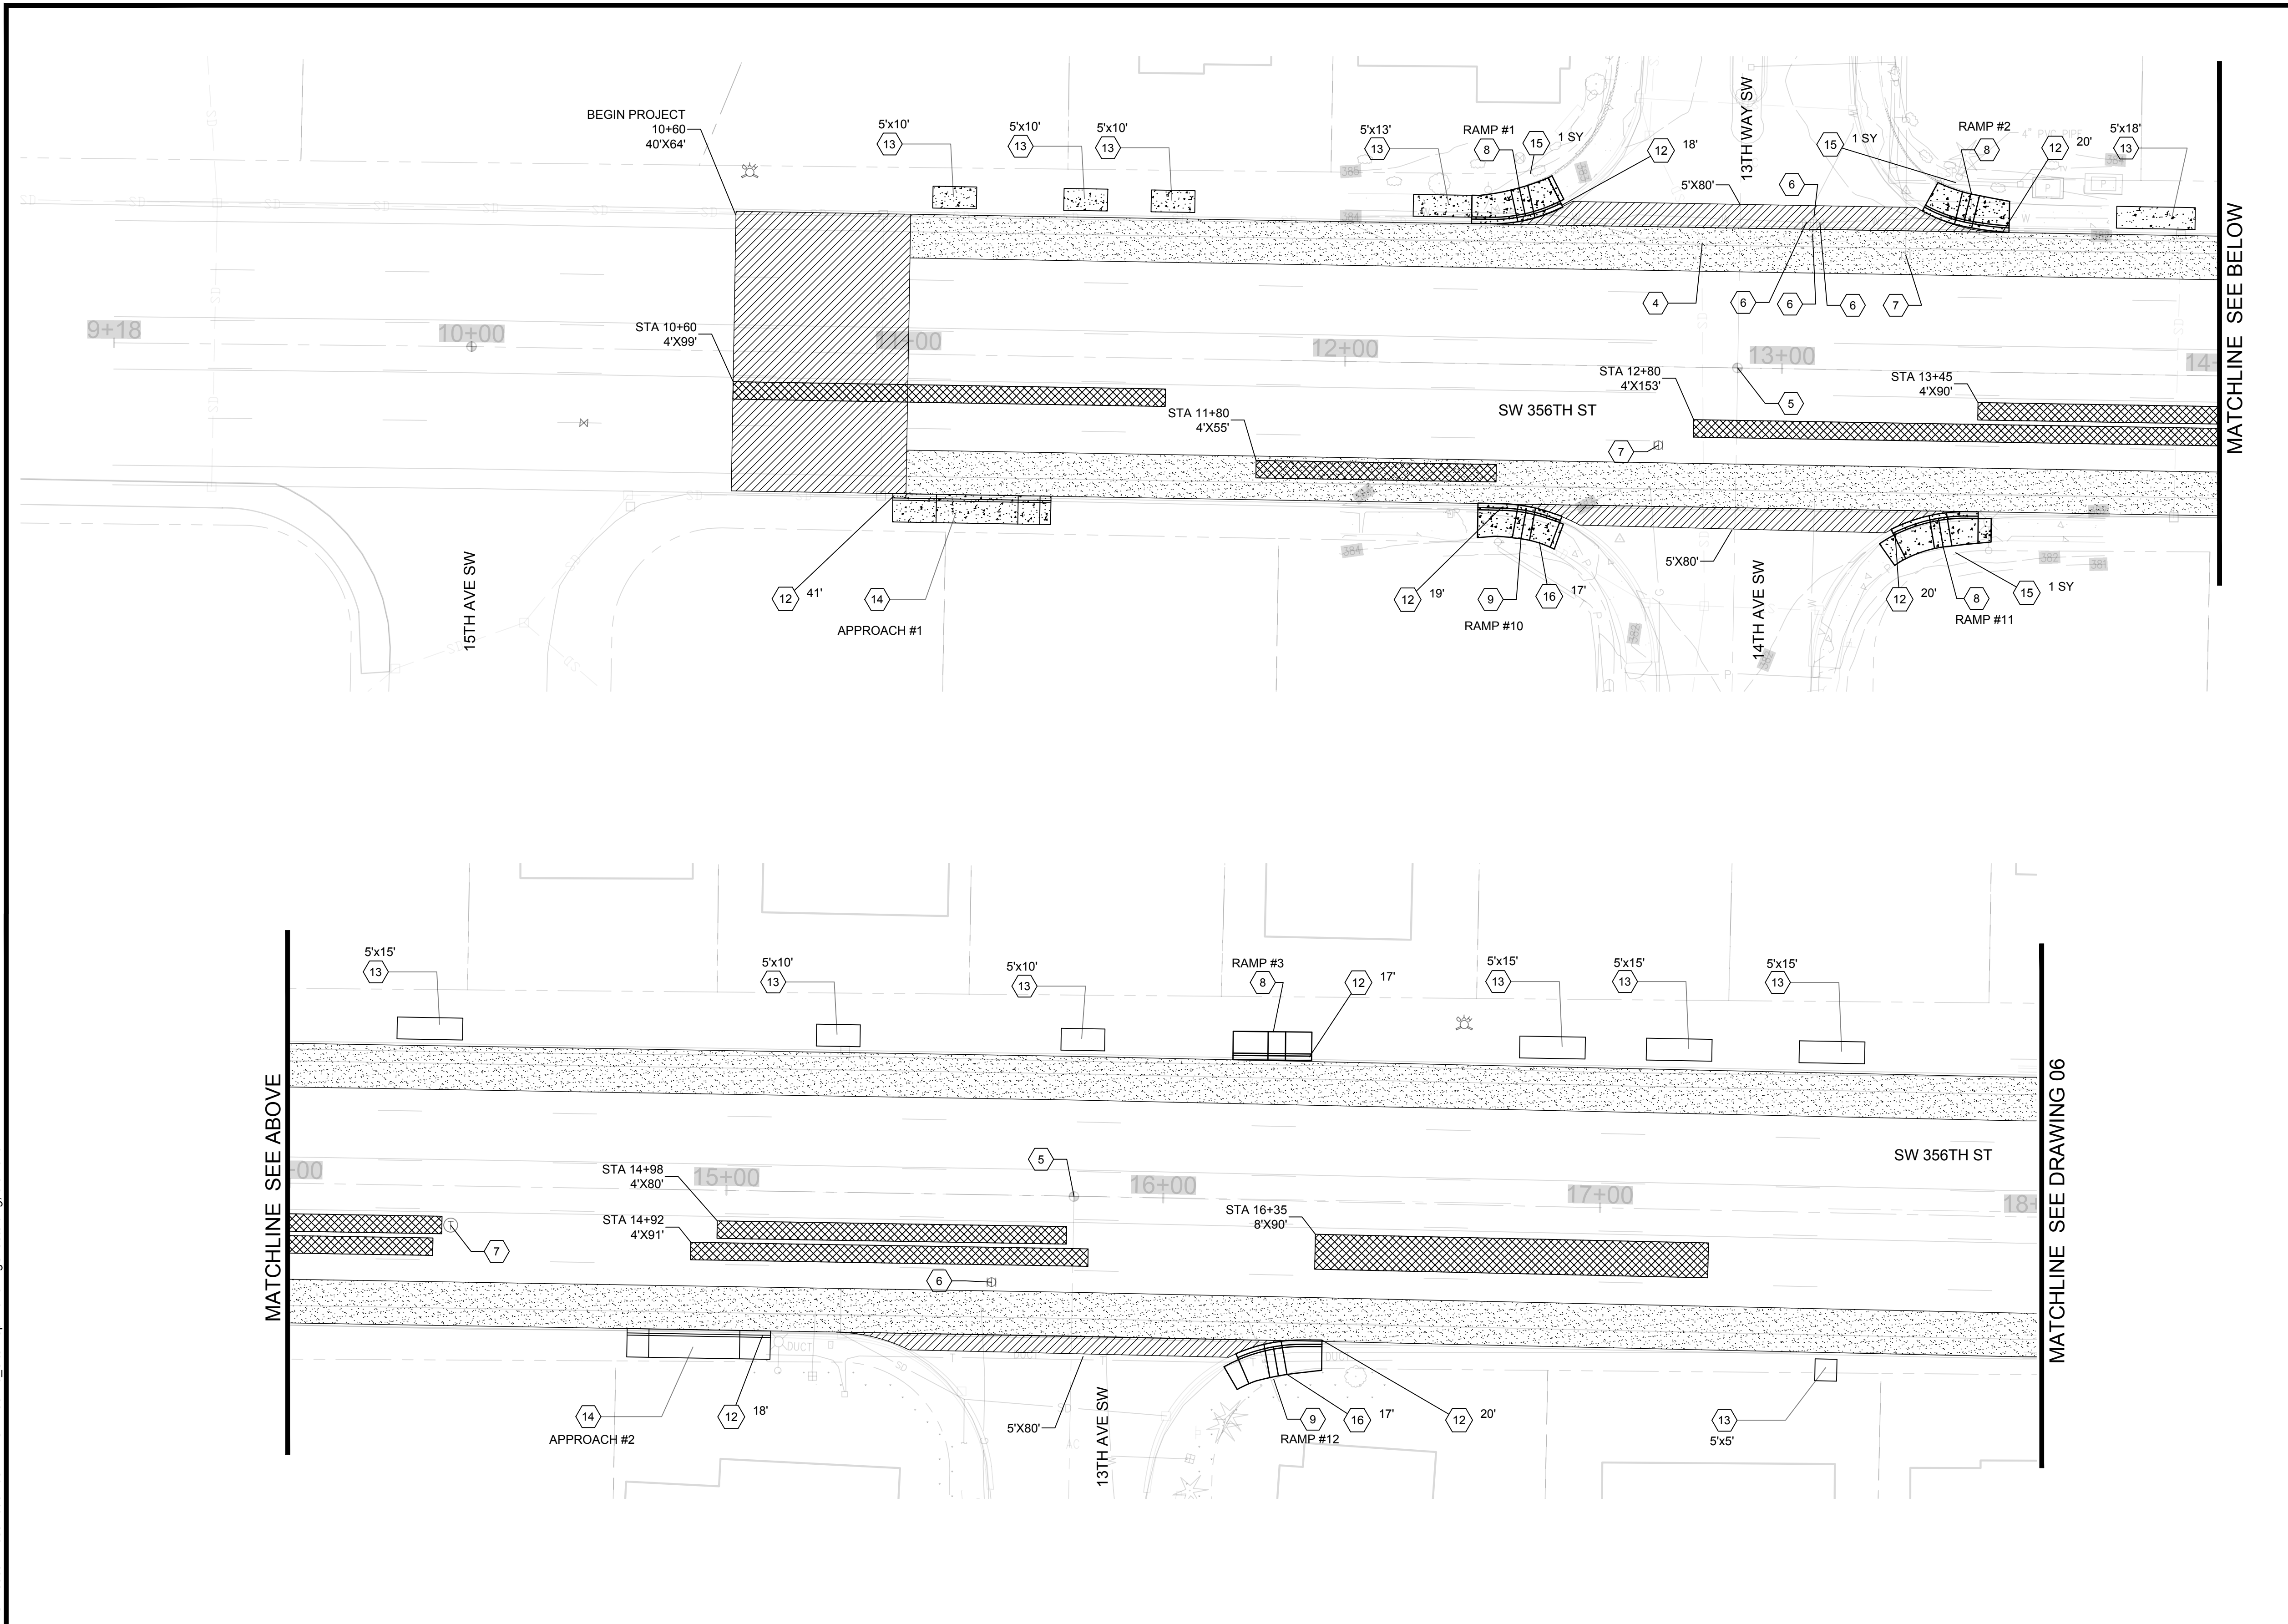 BEGIN PROJECT
10+60
40'X64'
5'x10'
13
5'x10'
13
5'x10'
13
5'x13'
13
RAMP #1
8
15
1 SY
12
18'
13TH WAY SW
5'X80'
6
15
1 SY
RAMP #2
8
4" PVC PIPE
12
20'
5'x18'
13
9+18
10+00
STA 10+60
4'X99'
11+00
12+00
4
6
6
6
7
13+00
14+
STA 12+80
4'X153'
STA 13+45
4'X90'
5
SW 356TH ST
STA 11+80
4'X55'
7
MATCHLINE SEE BELOW
15TH AVE SW
12
41'
14
APPROACH #1
12
19'
9
16
17'
RAMP #10
5'X80'
14TH AVE SW
12
20'
8
15
1 SY
RAMP #11
5'x15'
13
5'x10'
13
5'x10'
13
RAMP #3
8
12
17'
5'x15'
13
5'x15'
13
5'x15'
13
MATCHLINE SEE ABOVE
+00
STA 14+98
4'X80'
15+00
5
16+00
17+00
18+
SW 356TH ST
STA 14+92
4'X91'
STA 16+35
8'X90'
7
6
MATCHLINE SEE DRAWING 06
DUCT
14
APPROACH #2
12
18'
5'X80'
13TH AVE SW
9
16
17'
RAMP #12
12
20'
13
5'x5'